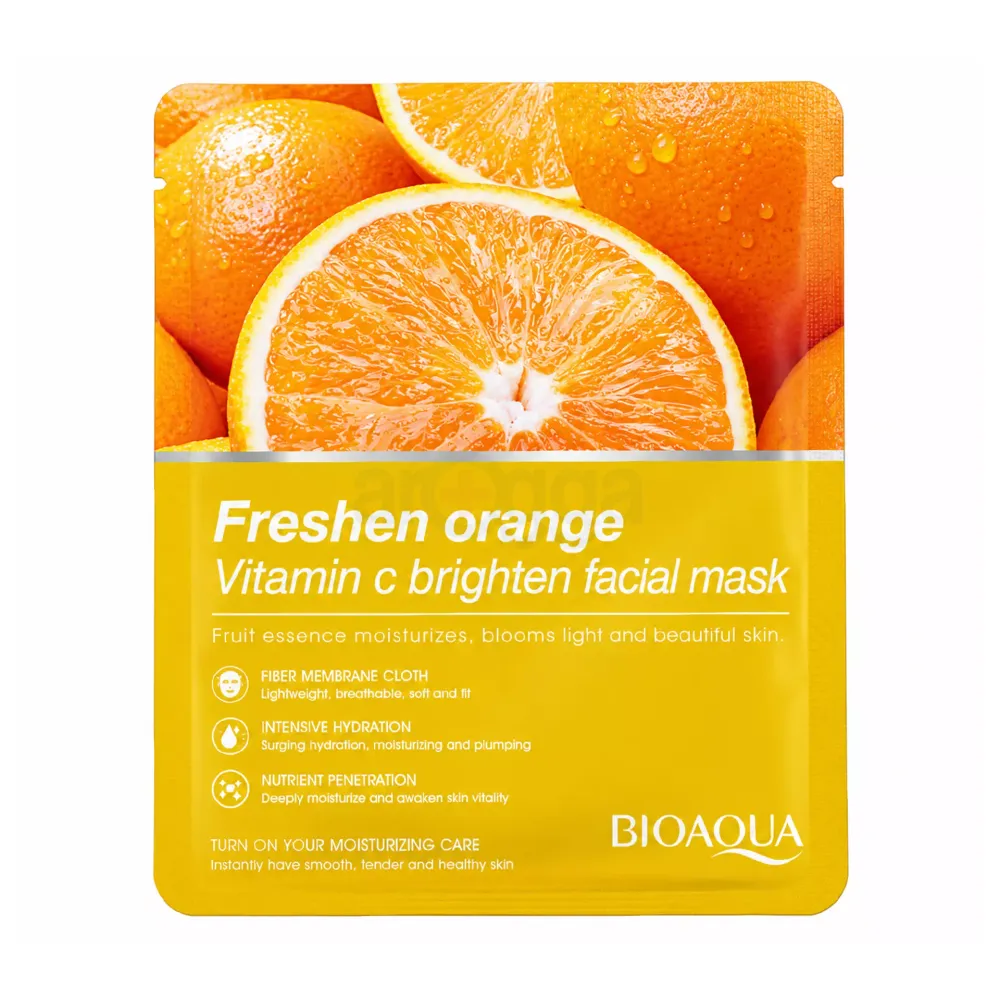 arogga
Freshen orange
Vitamin c brighten facial mask
Fruit essence moisturizes, blooms light and beautiful skin.
FIBER MEMBRANE CLOTH
Lightweight, breathable, soft and fit
INTENSIVE HYDRATION
Surging hydration, moisturizing and plumping
NUTRIENT PENETRATION
Deeply moisturize and awaken skin vitality
TURN ON YOUR MOISTURIZING CARE
Instantly have smooth, tender and healthy skin
BIOAQUA